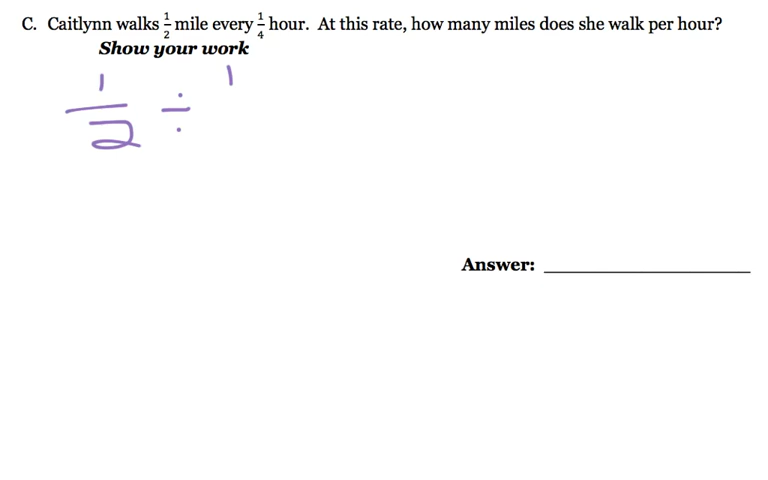 C. Caitlynn walks 1/2 mile every 1/4 hour. At this rate, how many miles does she walk per hour?
Show your work
1/2 ÷ 1
Answer: